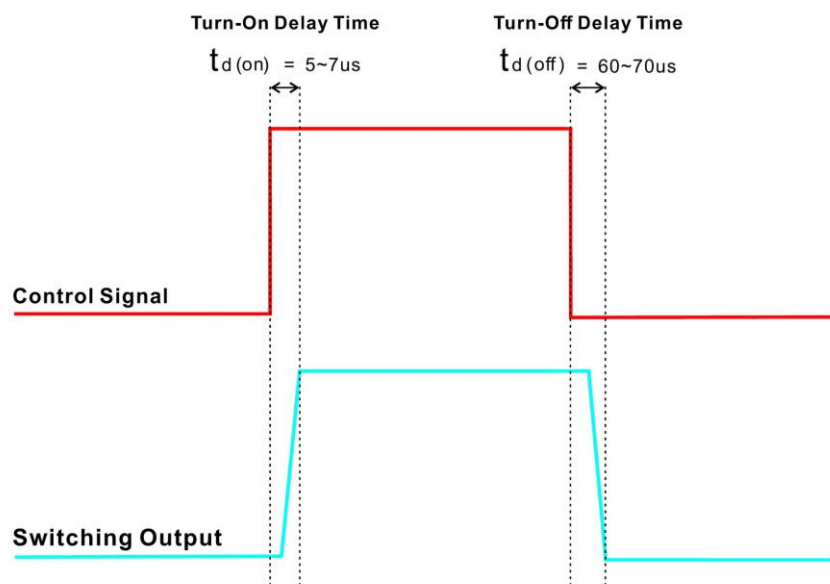 Turn-On Delay Time
td (on) = 5~7us
Turn-Off Delay Time
td (off) = 60~70us
Control Signal
Switching Output